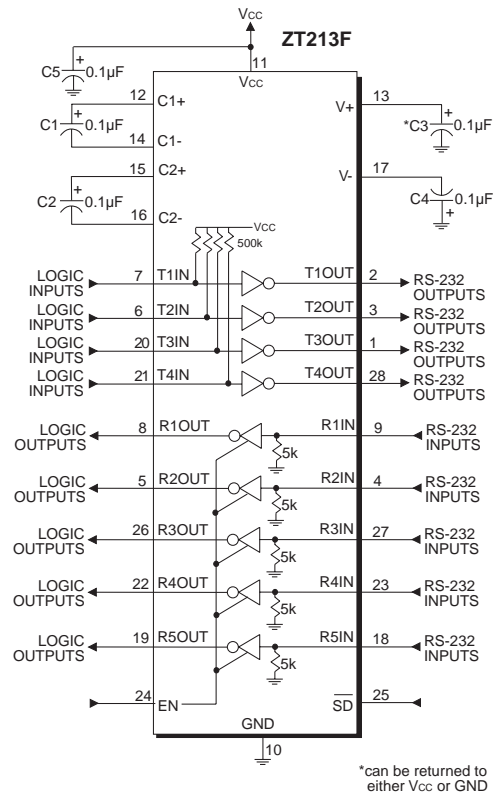 Vcc
ZT213F
C5 + 0.1µF
11
Vcc
12 C1+
C1 + 0.1µF
14 C1-
15 C2+
C2 + 0.1µF
16 C2-
V+ 13
*C3 + 0.1µF
V- 17
C4 + 0.1µF
Vcc
500k
LOGIC INPUTS 7 T1IN T1OUT 2 RS-232 OUTPUTS
LOGIC INPUTS 6 T2IN T2OUT 3 RS-232 OUTPUTS
LOGIC INPUTS 20 T3IN T3OUT 1 RS-232 OUTPUTS
LOGIC INPUTS 21 T4IN T4OUT 28 RS-232 OUTPUTS
LOGIC OUTPUTS 8 R1OUT R1IN 9 RS-232 INPUTS
5k
LOGIC OUTPUTS 5 R2OUT R2IN 4 RS-232 INPUTS
5k
LOGIC OUTPUTS 26 R3OUT R3IN 27 RS-232 INPUTS
5k
LOGIC OUTPUTS 22 R4OUT R4IN 23 RS-232 INPUTS
5k
LOGIC OUTPUTS 19 R5OUT R5IN 18 RS-232 INPUTS
5k
24 EN SD 25
GND
10
*can be returned to
either Vcc or GND